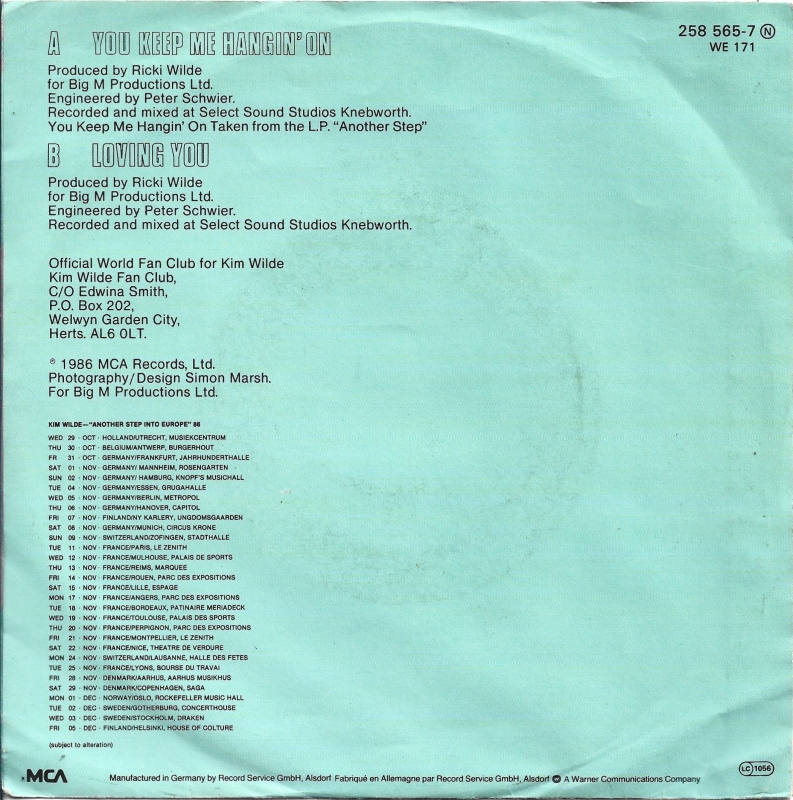 258 565-7 Ⓝ
WE 171
A YOU KEEP ME HANGIN' ON
Produced by Ricki Wilde
for Big M Productions Ltd.
Engineered by Peter Schwier.
Recorded and mixed at Select Sound Studios Knebworth.
You Keep Me Hangin' On Taken from the L.P. "Another Step"
B LOVING YOU
Produced by Ricki Wilde
for Big M Productions Ltd.
Engineered by Peter Schwier.
Recorded and mixed at Select Sound Studios Knebworth.
Official World Fan Club for Kim Wilde
Kim Wilde Fan Club,
C/O Edwina Smith,
P.O. Box 202,
Welwyn Garden City,
Herts. AL6 0LT.
℗ 1986 MCA Records, Ltd.
Photography/Design Simon Marsh.
For Big M Productions Ltd.
KIM WILDE—"ANOTHER STEP INTO EUROPE" 86
WED 29 · OCT · HOLLAND/UTRECHT, MUSIEKCENTRUM
THU 30 · OCT · BELGIUM/ANTWERP, BURGERHOUT
FR 31 · OCT · GERMANY/FRANKFURT, JAHRHUNDERTHALLE
SAT 01 · NOV · GERMANY/ MANNHEIM, ROSENGARTEN
SUN 02 · NOV · GERMANY/ HAMBURG, KNOPF'S MUSICHALL
TUE 04 · NOV · GERMANY/ESSEN, GRUGAHALLE
WED 05 · NOV · GERMANY/BERLIN, METROPOL
THU 06 · NOV · GERMANY/HANOVER, CAPITOL
FRI 07 · NOV · FINLAND/NY KARLERY, UNGDOMSGAARDEN
SAT 08 · NOV · GERMANY/MUNICH, CIRCUS KRONE
SUN 09 · NOV · SWITZERLAND/ZOFINGEN, STADTHALLE
TUE 11 · NOV · FRANCE/PARIS, LE ZENITH
WED 12 · NOV · FRANCE/MULHOUSE, PALAIS DE SPORTS
THU 13 · NOV · FRANCE/REIMS, MARQUEE
FRI 14 · NOV · FRANCE/ROUEN, PARC DES EXPOSITIONS
SAT 15 · NOV · FRANCE/LILLE, ESPAGE
MON 17 · NOV · FRANCE/ANGERS, PARC DES EXPOSITIONS
TUE 18 · NOV · FRANCE/BORDEAUX, PATINAIRE MERIADECK
WED 19 · NOV · FRANCE/TOULOUSE, PALAIS DES SPORTS
THU 20 · NOV · FRANCE/PERPIGNON, PARC DES EXPOSITIONS
FRI 21 · NOV · FRANCE/MONTPELLIER, LE ZENITH
SAT 22 · NOV · FRANCE/NICE, THEATRE DE VERDURE
MON 24 · NOV · SWITZERLAND/LAUSANNE, HALLE DES FETES
TUE 25 · NOV · FRANCE/LYONS, BOURSE DU TRAVAI
FRI 28 · NOV · DENMARK/AARHUS, AARHUS MUSIKHUS
SAT 29 · NOV · DENMARK/COPENHAGEN, SAGA
MON 01 · DEC · NORWAY/OSLO, ROCKEFELLER MUSIC HALL
TUE 02 · DEC · SWEDEN/GOTHERBURG, CONCERTHOUSE
WED 03 · DEC · SWEDEN/STOCKHOLM, DRAKEN
FRI 05 · DEC · FINLAND/HELSINKI, HOUSE OF COLTURE
(subject to alteration)
MCA Manufactured in Germany by Record Service GmbH, Alsdorf Fabriqué en Allemagne par Record Service GmbH, Alsdorf A Warner Communications Company LC 1056